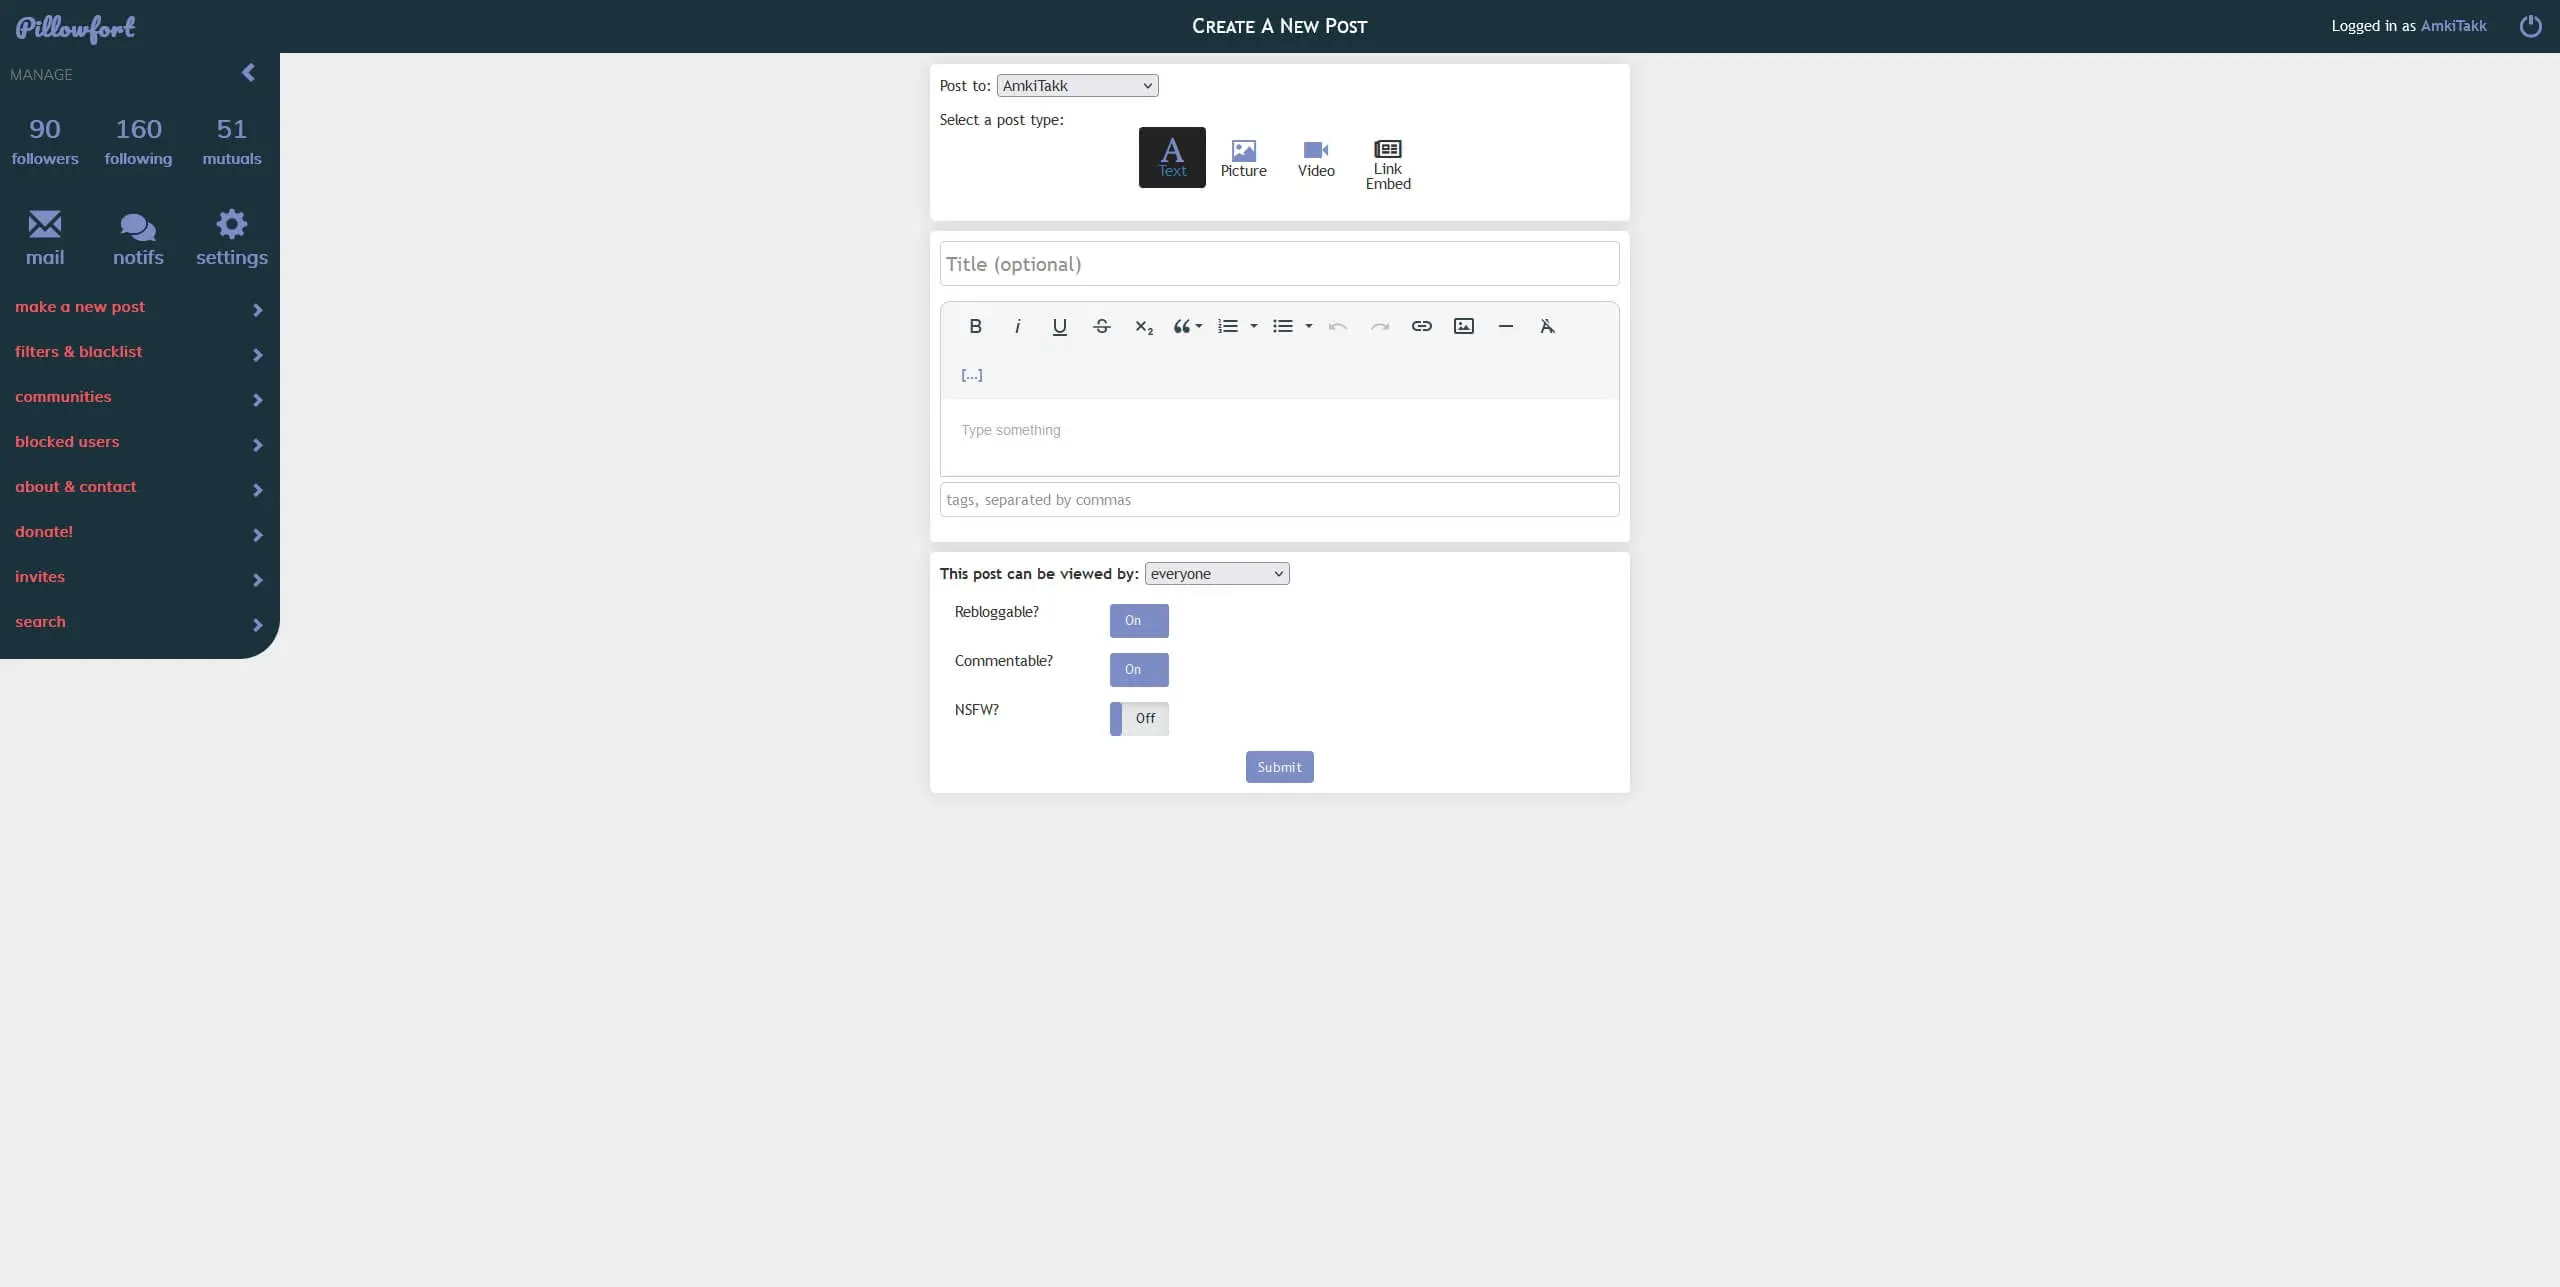 Pillowfort
Create A New Post
Logged in as AmkiTakk
MANAGE
90 160 51
followers following mutuals
mail notifs settings
make a new post
filters & blacklist
communities
blocked users
about & contact
donate!
invites
search
Post to: AmkiTakk
Select a post type:
A
Text
Picture
Video
Link
Embed
Title (optional)
[...]
Type something
tags, separated by commas
This post can be viewed by: everyone
Rebloggable? On
Commentable? On
NSFW? Off
Submit